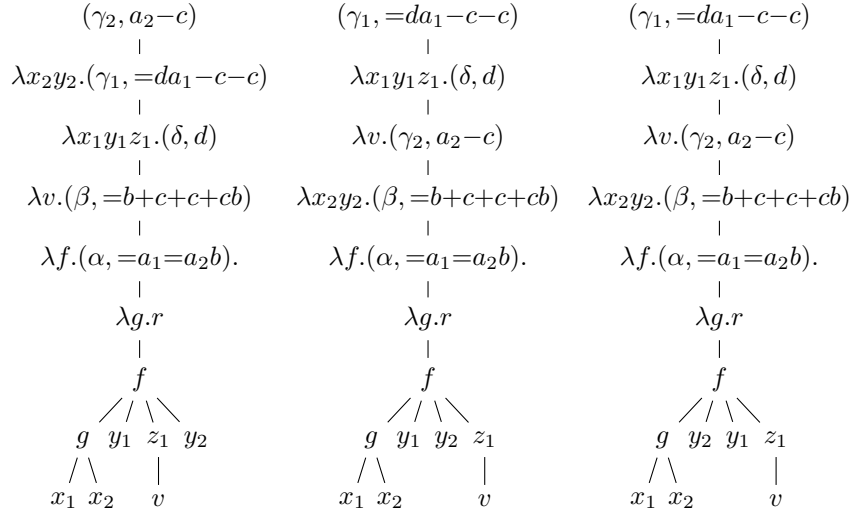 (γ₂, a₂−c) (γ₁, =da₁−c−c) (γ₁, =da₁−c−c)
λx₂y₂.(γ₁, =da₁−c−c) λx₁y₁z₁.(δ, d) λx₁y₁z₁.(δ, d)
λx₁y₁z₁.(δ, d) λv.(γ₂, a₂−c) λv.(γ₂, a₂−c)
λv.(β, =b+c+c+cb) λx₂y₂.(β, =b+c+c+cb) λx₂y₂.(β, =b+c+c+cb)
λf.(α, =a₁=a₂b). λf.(α, =a₁=a₂b). λf.(α, =a₁=a₂b).
λg.r λg.r λg.r
f f f
g y₁ z₁ y₂ g y₁ y₂ z₁ g y₂ y₁ z₁
x₁ x₂ v x₁ x₂ v x₁ x₂ v